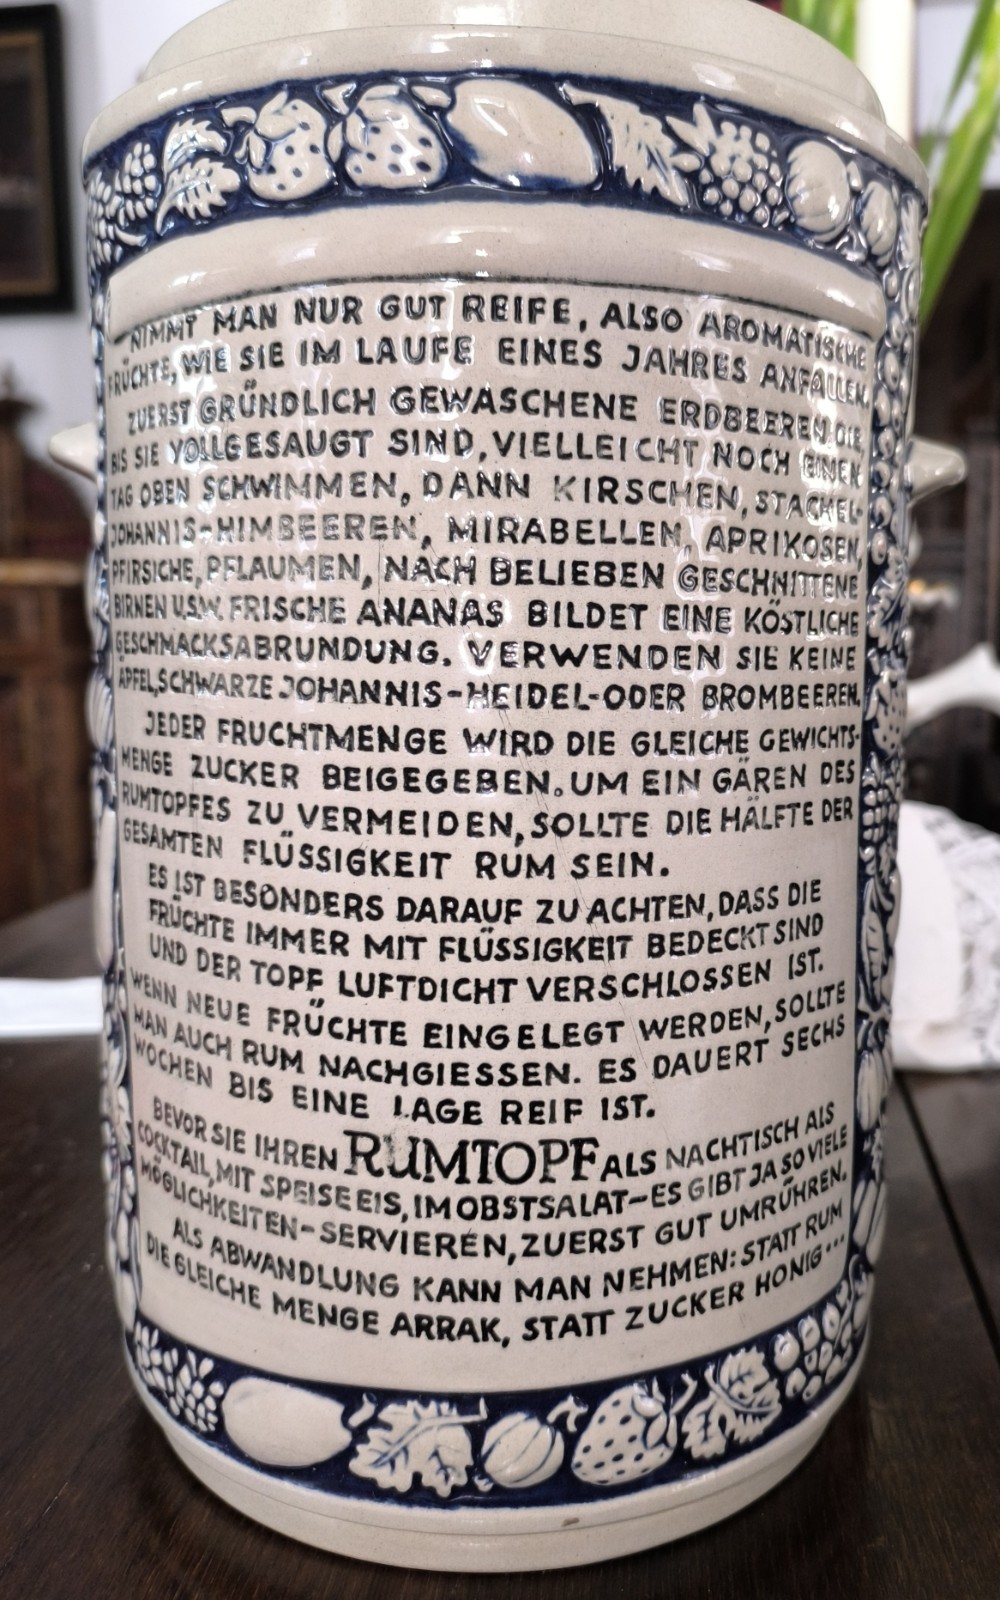 NIMMT MAN NUR GUT REIFE, ALSO AROMATISCHE
FRÜCHTE, WIE SIE IM LAUFE EINES JAHRES ANFALLEN.
ZUERST GRÜNDLICH GEWASCHENE ERDBEEREN, DIE,
BIS SIE VOLLGESAUGT SIND, VIELLEICHT NOCH EINEN
TAG OBEN SCHWIMMEN, DANN KIRSCHEN, STACHEL-
JOHANNIS-HIMBEEREN, MIRABELLEN, APRIKOSEN,
PFIRSICHE, PFLAUMEN, NACH BELIEBEN GESCHNITTENE
BIRNEN U.S.W. FRISCHE ANANAS BILDET EINE KÖSTLICHE
GESCHMACKSABRUNDUNG. VERWENDEN SIE KEINE
ÄPFEL, SCHWARZE JOHANNIS-HEIDEL-ODER BROMBEEREN.
JEDER FRUCHTMENGE WIRD DIE GLEICHE GEWICHTS-
MENGE ZUCKER BEIGEGEBEN. UM EIN GÄREN DES
RUMTOPFES ZU VERMEIDEN, SOLLTE DIE HÄLFTE DER
GESAMTEN FLÜSSIGKEIT RUM SEIN.
ES IST BESONDERS DARAUF ZU ACHTEN, DASS DIE
FRÜCHTE IMMER MIT FLÜSSIGKEIT BEDECKT SIND
UND DER TOPF LUFTDICHT VERSCHLOSSEN IST.
WENN NEUE FRÜCHTE EINGELEGT WERDEN, SOLLTE
MAN AUCH RUM NACHGIESSEN. ES DAUERT SECHS
WOCHEN BIS EINE LAGE REIF IST.
BEVOR SIE IHREN RUMTOPF ALS NACHTISCH ALS
COCKTAIL, MIT SPEISEEIS, IM OBSTSALAT-ES GIBT JA SO VIELE
MÖGLICHKEITEN-SERVIEREN, ZUERST GUT UMRÜHREN.
ALS ABWANDLUNG KANN MAN NEHMEN: STATT RUM
DIE GLEICHE MENGE ARRAK, STATT ZUCKER HONIG...